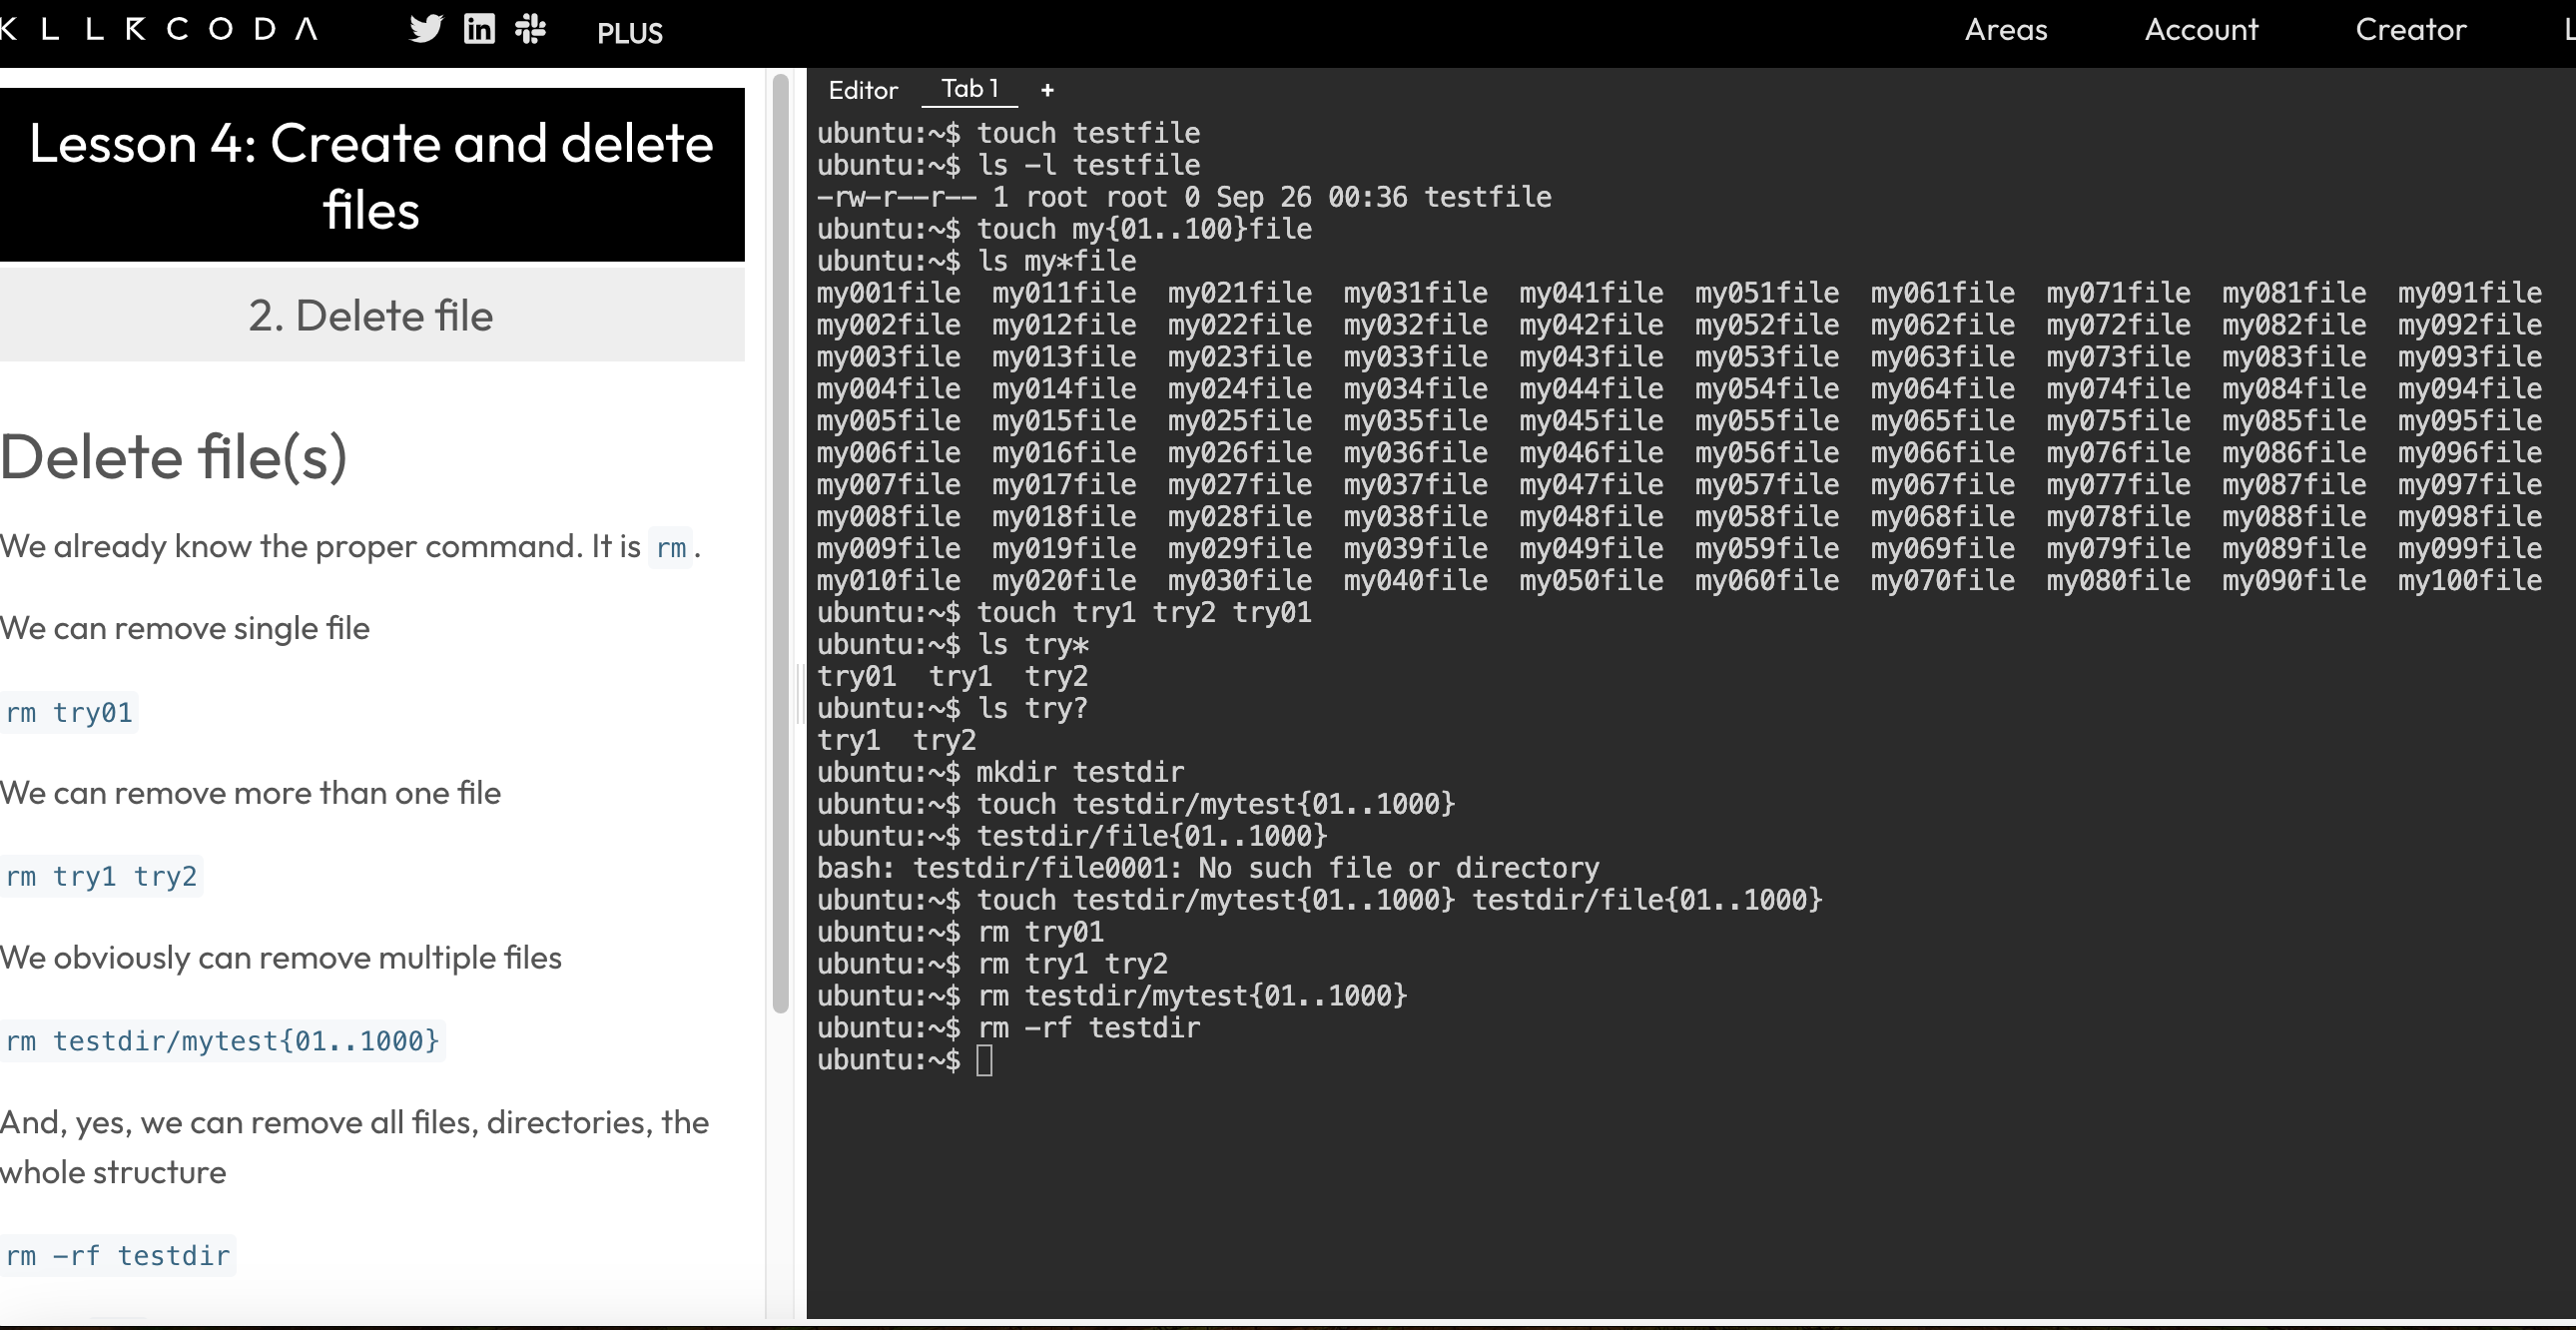 KILLERCODA PLUS Areas Account Creator L
Lesson 4: Create and delete
files
2. Delete file
Delete file(s)
We already know the proper command. It is rm.
We can remove single file
rm try01
We can remove more than one file
rm try1 try2
We obviously can remove multiple files
rm testdir/mytest{01..1000}
And, yes, we can remove all files, directories, the
whole structure
rm -rf testdir
Editor Tab 1 +
ubuntu:~$ touch testfile
ubuntu:~$ ls -l testfile
-rw-r--r-- 1 root root 0 Sep 26 00:36 testfile
ubuntu:~$ touch my{01..100}file
ubuntu:~$ ls my*file
my001file my011file my021file my031file my041file my051file my061file my071file my081file my091file
my002file my012file my022file my032file my042file my052file my062file my072file my082file my092file
my003file my013file my023file my033file my043file my053file my063file my073file my083file my093file
my004file my014file my024file my034file my044file my054file my064file my074file my084file my094file
my005file my015file my025file my035file my045file my055file my065file my075file my085file my095file
my006file my016file my026file my036file my046file my056file my066file my076file my086file my096file
my007file my017file my027file my037file my047file my057file my067file my077file my087file my097file
my008file my018file my028file my038file my048file my058file my068file my078file my088file my098file
my009file my019file my029file my039file my049file my059file my069file my079file my089file my099file
my010file my020file my030file my040file my050file my060file my070file my080file my090file my100file
ubuntu:~$ touch try1 try2 try01
ubuntu:~$ ls try*
try01 try1 try2
ubuntu:~$ ls try?
try1 try2
ubuntu:~$ mkdir testdir
ubuntu:~$ touch testdir/mytest{01..1000}
ubuntu:~$ testdir/file{01..1000}
bash: testdir/file0001: No such file or directory
ubuntu:~$ touch testdir/mytest{01..1000} testdir/file{01..1000}
ubuntu:~$ rm try01
ubuntu:~$ rm try1 try2
ubuntu:~$ rm testdir/mytest{01..1000}
ubuntu:~$ rm -rf testdir
ubuntu:~$